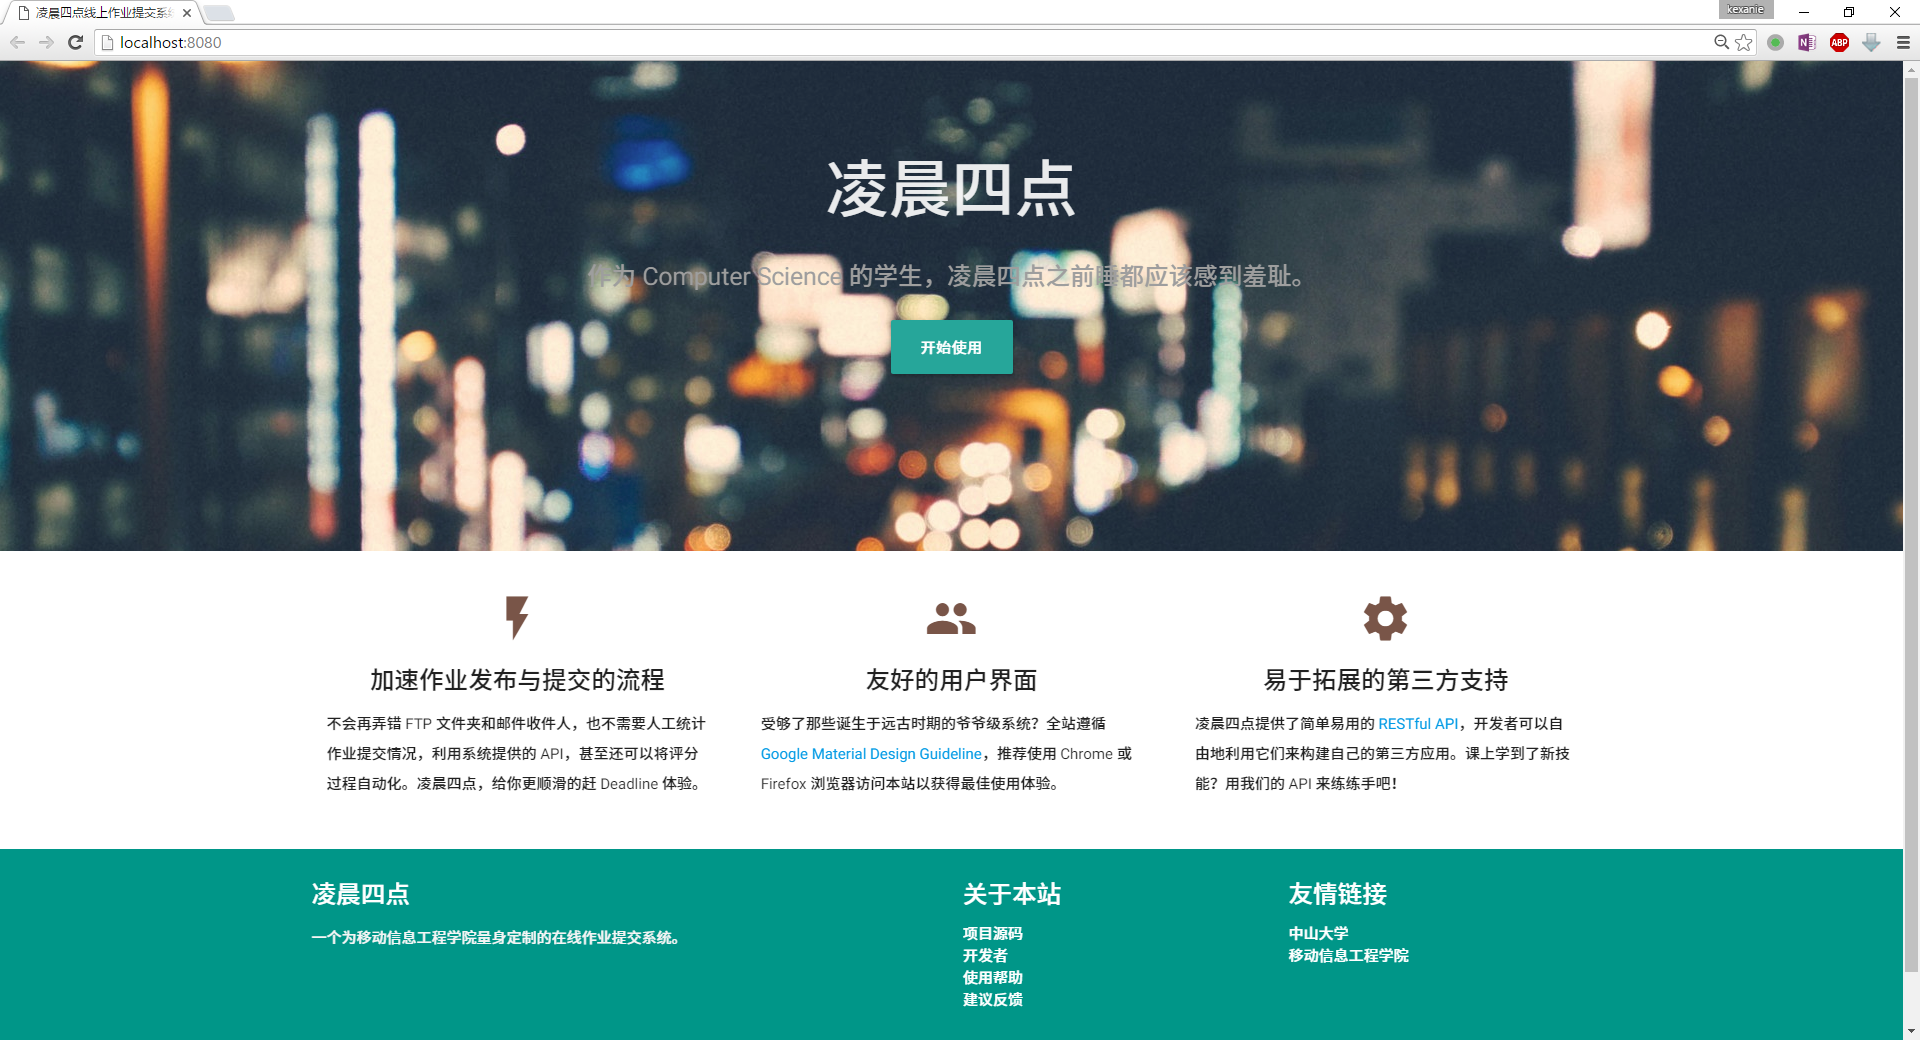 凌晨四点线上作业提交系
kexanie
localhost:8080
凌晨四点
作为 Computer Science 的学生，凌晨四点之前睡都应该感到羞耻。
开始使用
加速作业发布与提交的流程
不会再弄错 FTP 文件夹和邮件收件人，也不需要人工统计
作业提交情况，利用系统提供的 API，甚至还可以将评分
过程自动化。凌晨四点，给你更顺滑的赶 Deadline 体验。
友好的用户界面
受够了那些诞生于远古时期的爷爷级系统？全站遵循
Google Material Design Guideline，推荐使用 Chrome 或
Firefox 浏览器访问本站以获得最佳使用体验。
易于拓展的第三方支持
凌晨四点提供了简单易用的 RESTful API，开发者可以自
由地利用它们来构建自己的第三方应用。课上学到了新技
能？用我们的 API 来练练手吧！
凌晨四点
一个为移动信息工程学院量身定制的在线作业提交系统。
关于本站
项目源码
开发者
使用帮助
建议反馈
友情链接
中山大学
移动信息工程学院